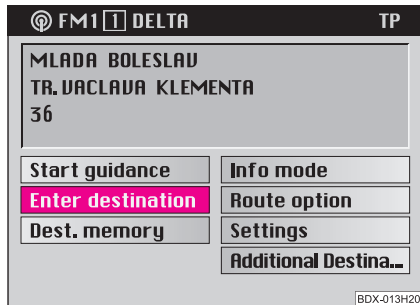 FM1 1 DELTA TP
MLADA BOLESLAV
TR. VACLAVA KLEMENTA
36
Start guidance Info mode
Enter destination Route option
Dest. memory Settings
Additional Destina...
BDX-013H20